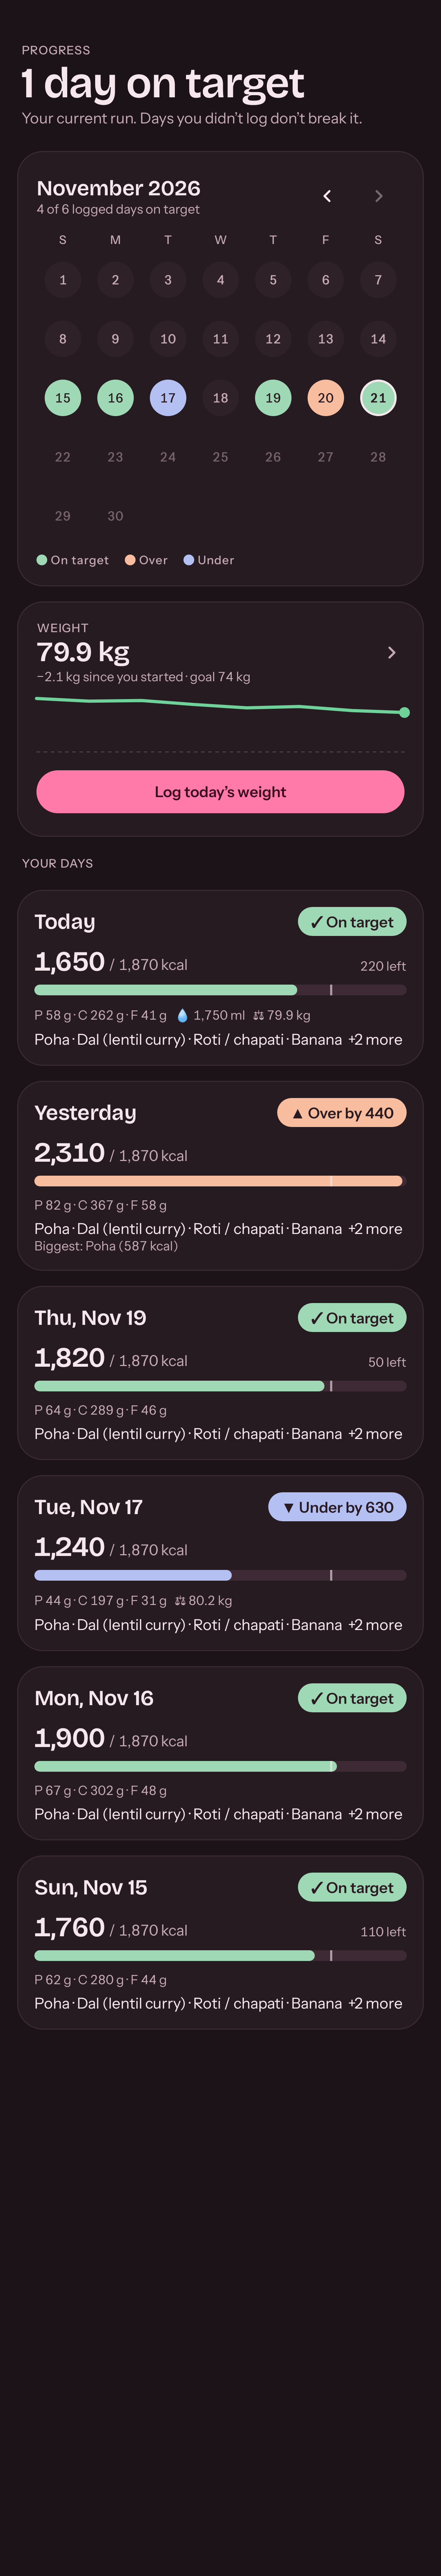 PROGRESS
1 day on target
Your current run. Days you didn’t log don’t break it.
November 2026
4 of 6 logged days on target
S M T W T F S
1 2 3 4 5 6 7
8 9 10 11 12 13 14
15 16 17 18 19 20 21
22 23 24 25 26 27 28
29 30
On target Over Under
WEIGHT
79.9 kg
−2.1 kg since you started · goal 74 kg
Log today’s weight
YOUR DAYS
Today ✓ On target
1,650 / 1,870 kcal 220 left
P 58 g · C 262 g · F 41 g 💧 1,750 ml ⚖ 79.9 kg
Poha · Dal (lentil curry) · Roti / chapati · Banana +2 more
Yesterday ▲ Over by 440
2,310 / 1,870 kcal
P 82 g · C 367 g · F 58 g
Poha · Dal (lentil curry) · Roti / chapati · Banana +2 more
Biggest: Poha (587 kcal)
Thu, Nov 19 ✓ On target
1,820 / 1,870 kcal 50 left
P 64 g · C 289 g · F 46 g
Poha · Dal (lentil curry) · Roti / chapati · Banana +2 more
Tue, Nov 17 ▼ Under by 630
1,240 / 1,870 kcal
P 44 g · C 197 g · F 31 g ⚖ 80.2 kg
Poha · Dal (lentil curry) · Roti / chapati · Banana +2 more
Mon, Nov 16 ✓ On target
1,900 / 1,870 kcal
P 67 g · C 302 g · F 48 g
Poha · Dal (lentil curry) · Roti / chapati · Banana +2 more
Sun, Nov 15 ✓ On target
1,760 / 1,870 kcal 110 left
P 62 g · C 280 g · F 44 g
Poha · Dal (lentil curry) · Roti / chapati · Banana +2 more